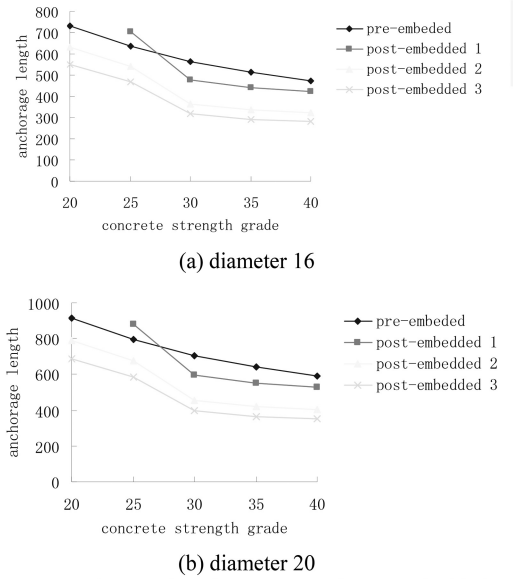 800
700
600
500
400
300
200
100
0
anchorage length
20 25 30 35 40
concrete strength grade
pre-embeded
post-embedded 1
post-embedded 2
post-embedded 3
(a) diameter 16
1000
800
600
400
200
0
anchorage length
20 25 30 35 40
concrete strength grade
pre-embeded
post-embedded 1
post-embedded 2
post-embedded 3
(b) diameter 20